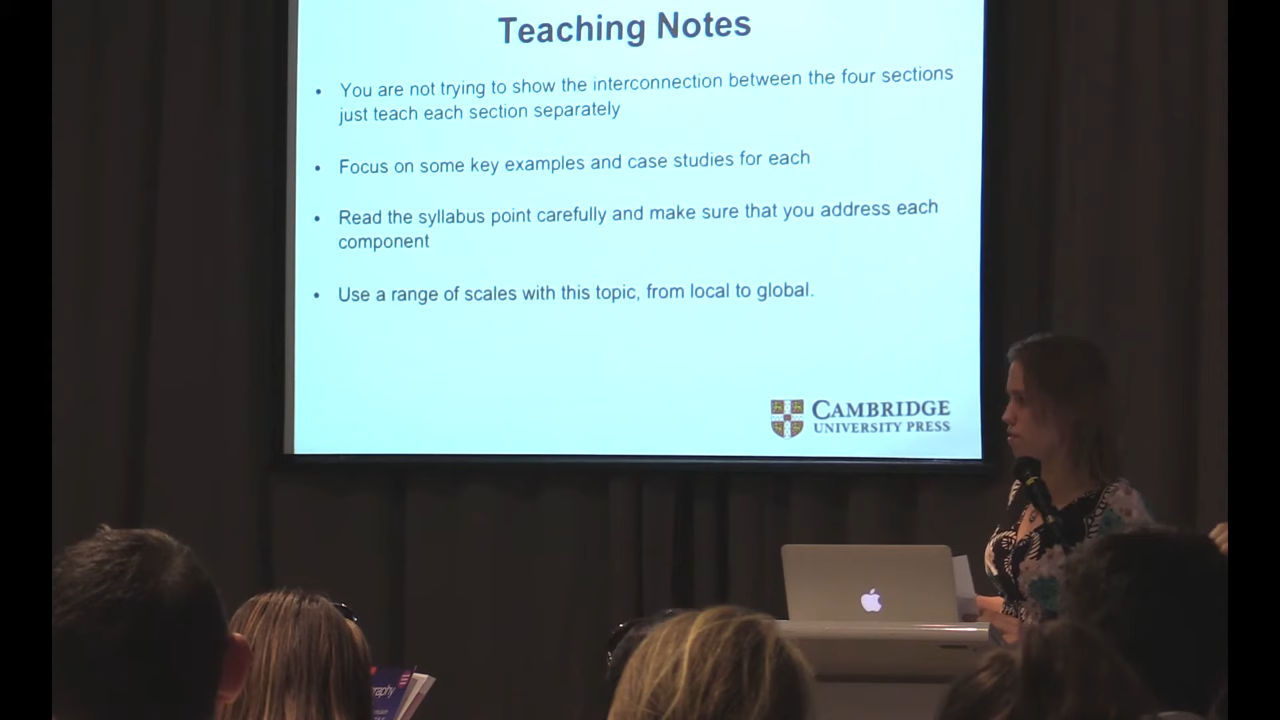 Teaching Notes
You are not trying to show the interconnection between the four sections
just teach each section separately
Focus on some key examples and case studies for each
Read the syllabus point carefully and make sure that you address each
component
Use a range of scales with this topic, from local to global.
CAMBRIDGE
UNIVERSITY PRESS
raphy